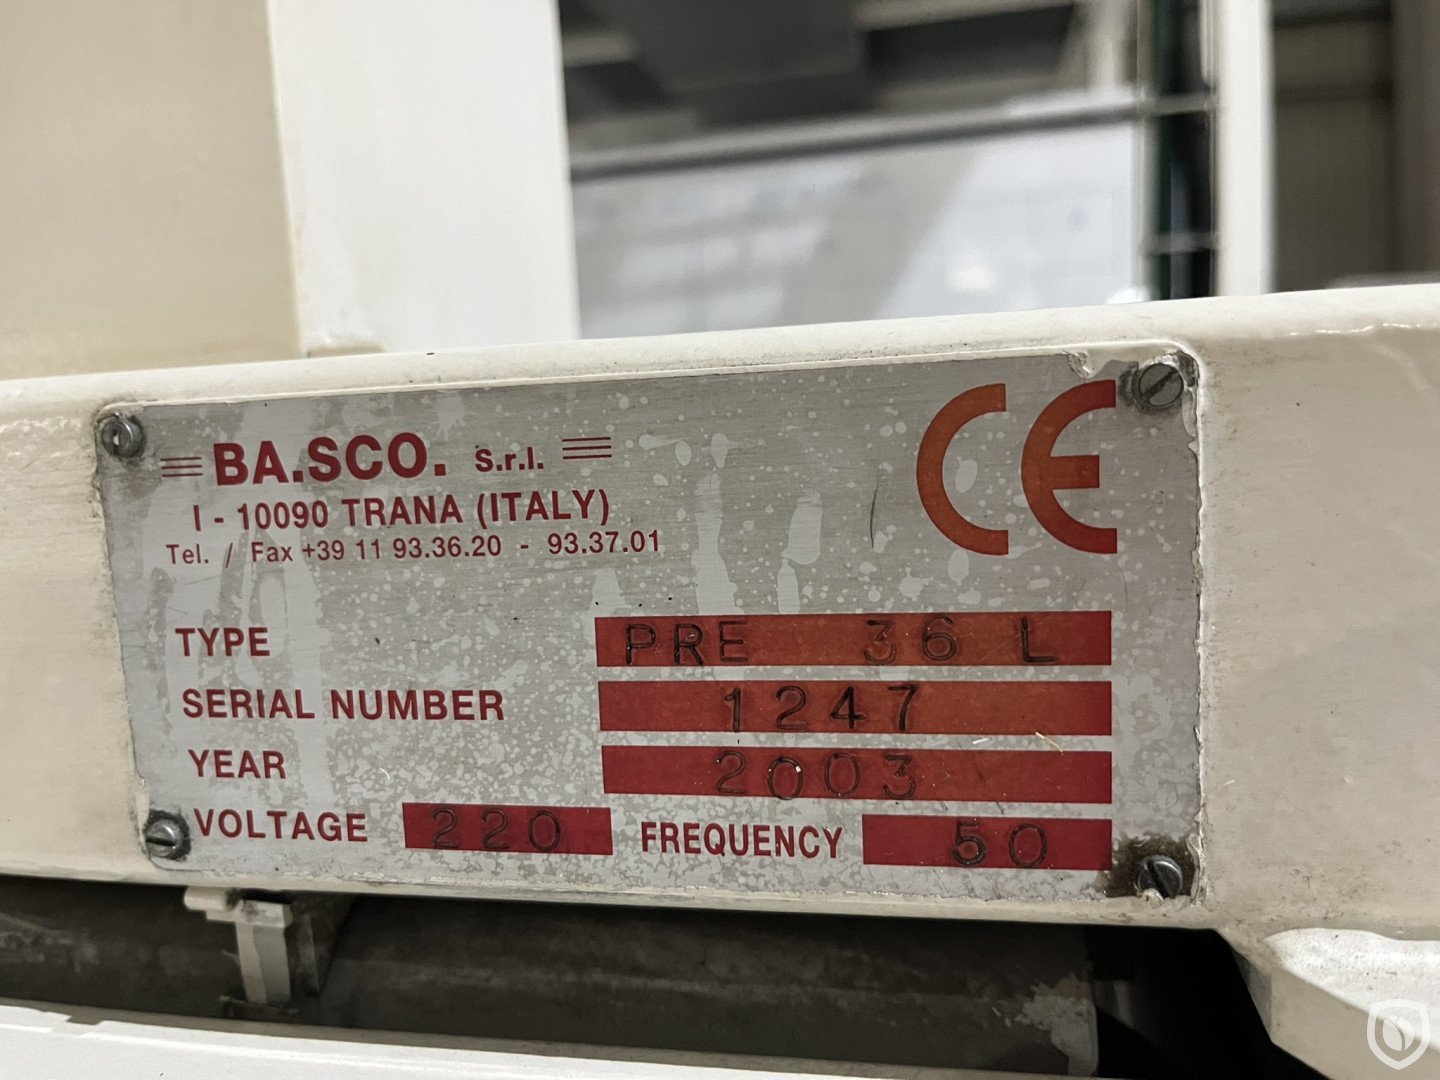 BA.SCO. S.r.l.
I - 10090 TRANA (ITALY)
Tel. / Fax +39 11 93.36.20 - 93.37.01
CE
TYPE PRE 36 L
SERIAL NUMBER 1247
YEAR 2003
VOLTAGE 220 FREQUENCY 50